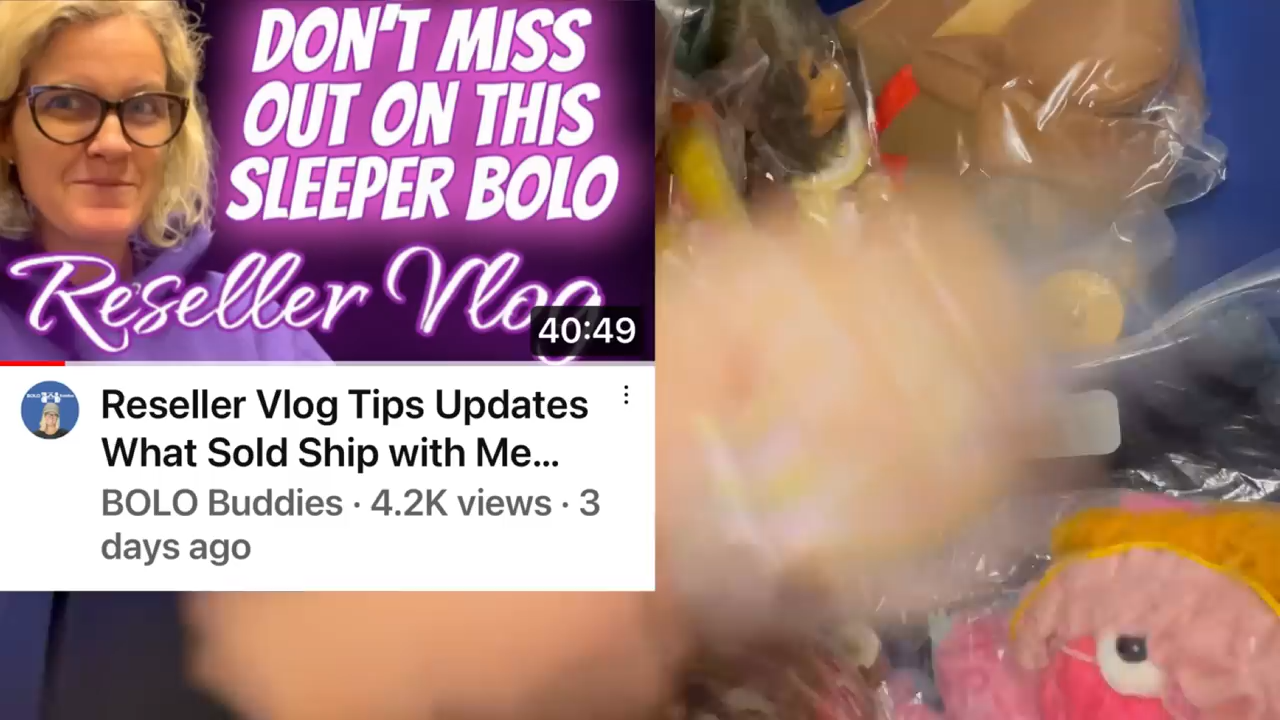 DON'T MISS
OUT ON THIS
SLEEPER BOLO
Reseller Vlog
40:49
Reseller Vlog Tips Updates
What Sold Ship with Me...
BOLO Buddies · 4.2K views · 3
days ago